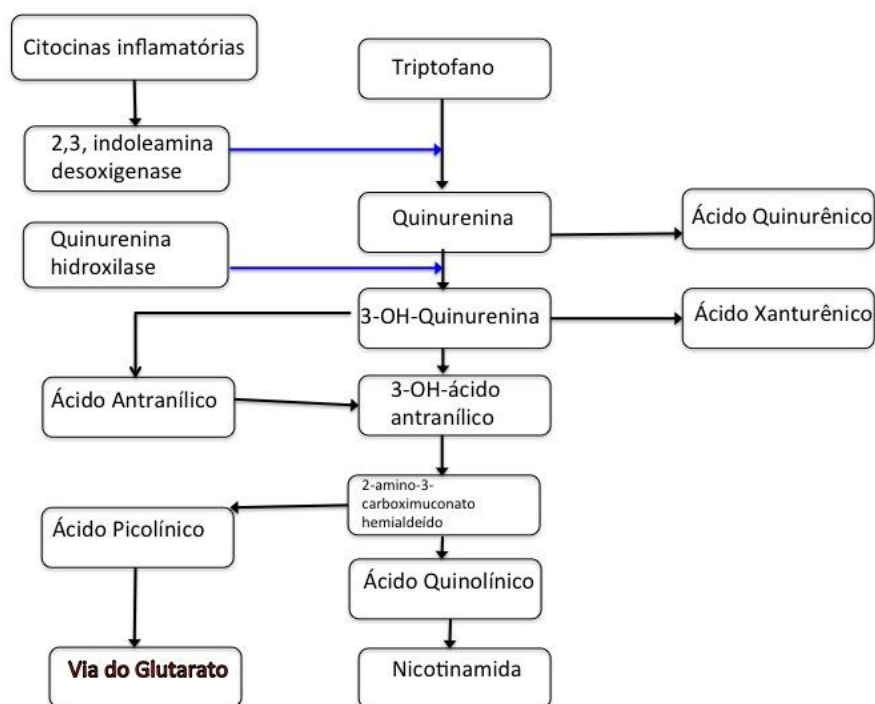 Citocinas inflamatórias
Triptofano
2,3, indoleamina
desoxigenase
Quinurenina
Ácido Quinurênico
Quinurenina
hidroxilase
3-OH-Quinurenina
Ácido Xanturênico
Ácido Antranílico
3-OH-ácido
antranílico
2-amino-3-
carboximuconato
hemialdeído
Ácido Picolínico
Ácido Quinolínico
Via do Glutarato
Nicotinamida